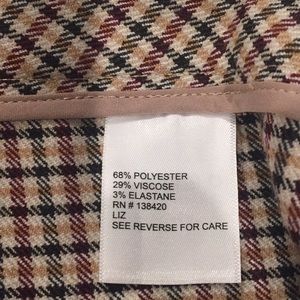 68% POLYESTER
29% VISCOSE
3% ELASTANE
RN # 138420
LIZ
SEE REVERSE FOR CARE